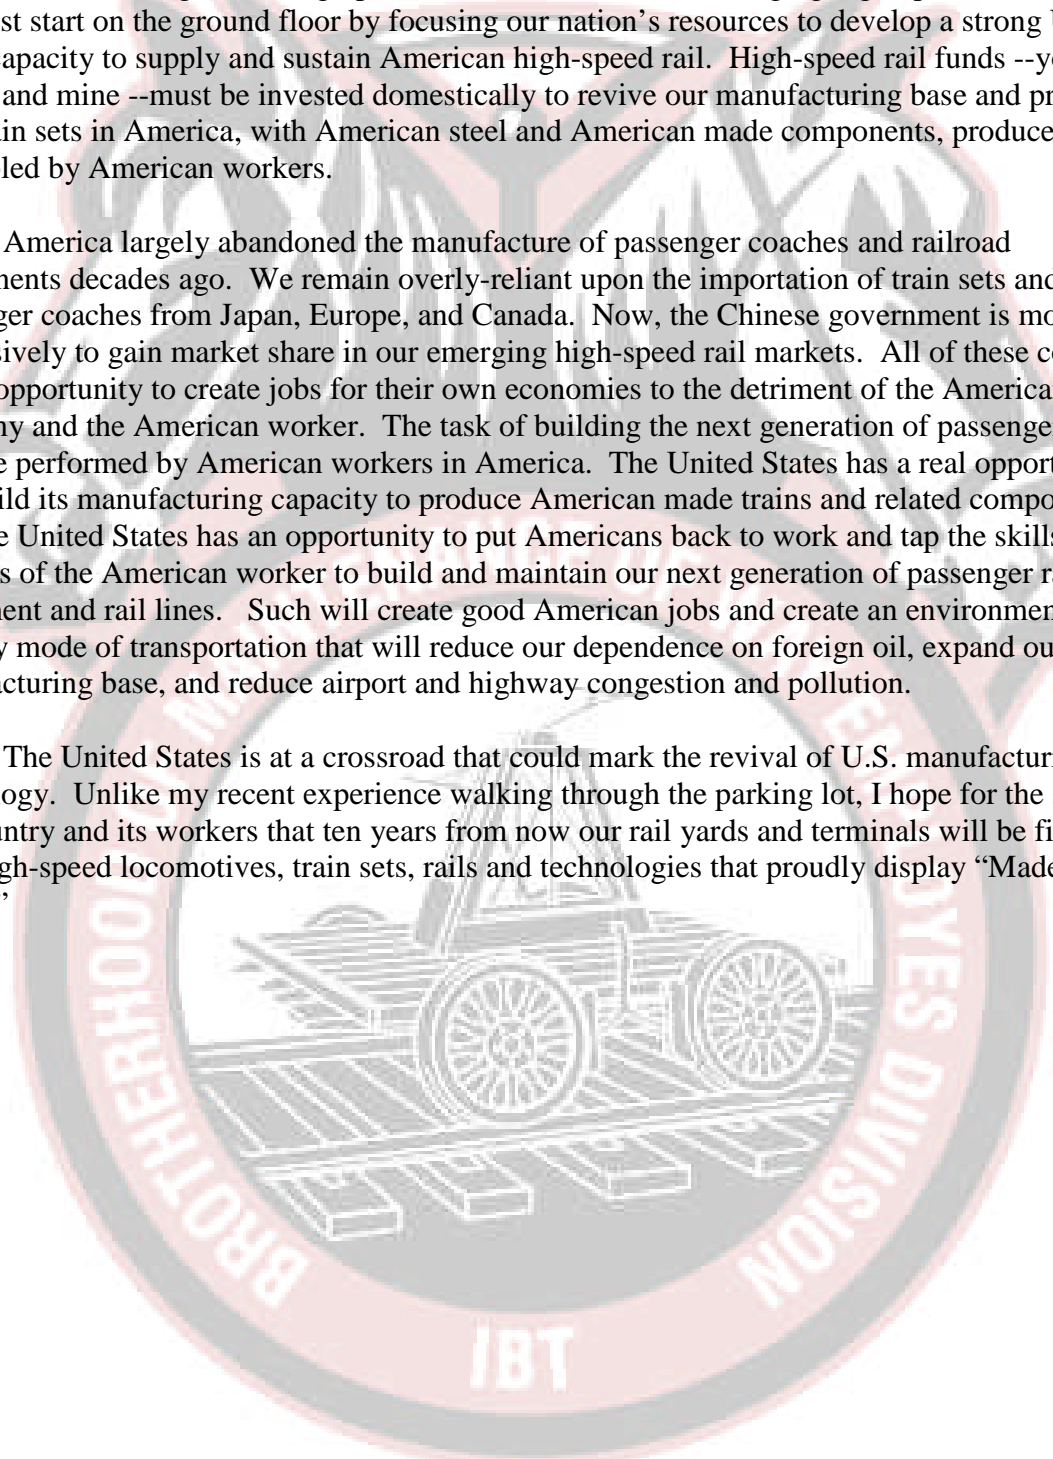 st start on the ground floor by focusing our nation’s resources to develop a strong
apacity to supply and sustain American high-speed rail.  High-speed rail funds --y
and mine --must be invested domestically to revive our manufacturing base and pr
in sets in America, with American steel and American made components, produce
led by American workers.
America largely abandoned the manufacture of passenger coaches and railroad
nents decades ago.  We remain overly-reliant upon the importation of train sets and
ger coaches from Japan, Europe, and Canada.  Now, the Chinese government is mo
sively to gain market share in our emerging high-speed rail markets.  All of these c
opportunity to create jobs for their own economies to the detriment of the America
ny and the American worker.  The task of building the next generation of passenger
e performed by American workers in America.  The United States has a real opport
ild its manufacturing capacity to produce American made trains and related compo
e United States has an opportunity to put Americans back to work and tap the skills
s of the American worker to build and maintain our next generation of passenger r
nent and rail lines.   Such will create good American jobs and create an environmen
y mode of transportation that will reduce our dependence on foreign oil, expand ou
cturing base, and reduce airport and highway congestion and pollution.
The United States is at a crossroad that could mark the revival of U.S. manufacturi
logy.  Unlike my recent experience walking through the parking lot, I hope for the
untry and its workers that ten years from now our rail yards and terminals will be fi
gh-speed locomotives, train sets, rails and technologies that proudly display “Made
”
BROTHERHOOD OF MAINTENANCE OF WAY EMPLOYES DIVISION
IBT